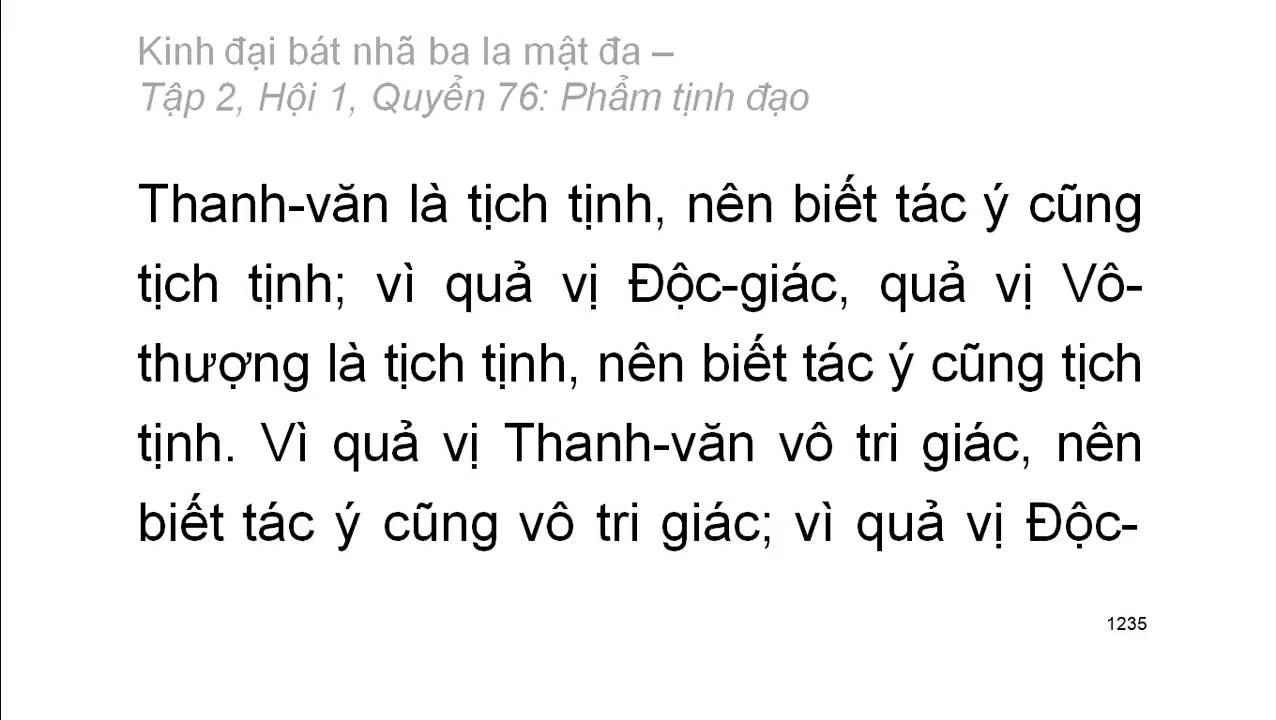 Kinh đại bát nhã ba la mật đa –
Tập 2, Hội 1, Quyển 76: Phẩm tịnh đạo
Thanh-văn là tịch tịnh, nên biết tác ý cũng
tịch tịnh; vì quả vị Độc-giác, quả vị Vô-
thượng là tịch tịnh, nên biết tác ý cũng tịch
tịnh. Vì quả vị Thanh-văn vô tri giác, nên
biết tác ý cũng vô tri giác; vì quả vị Độc-
1235